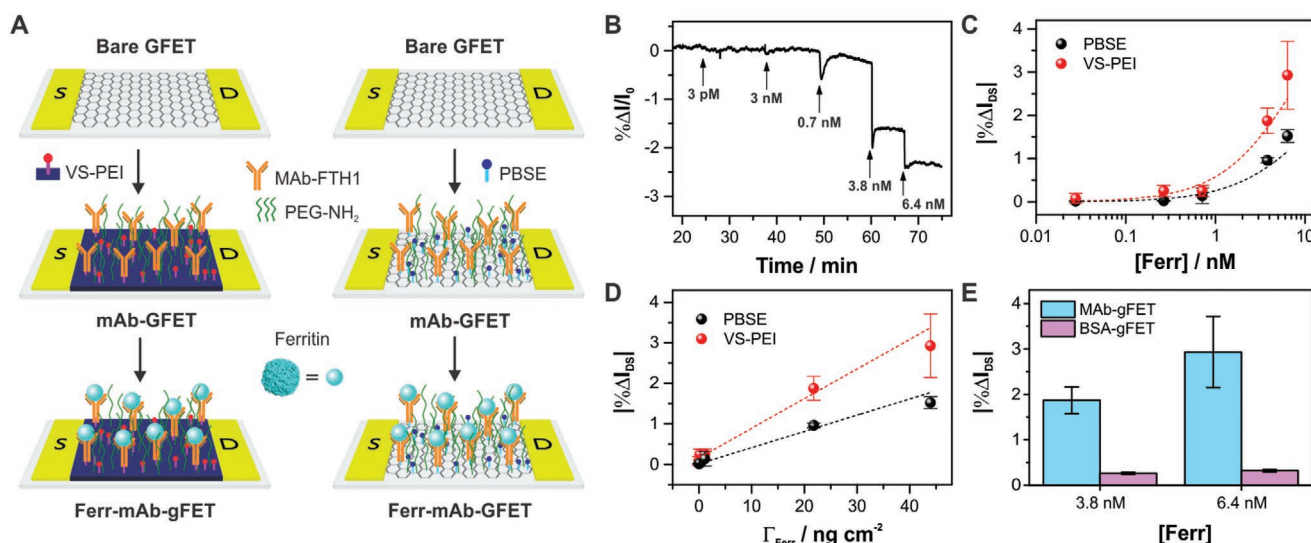 A
Bare GFET
Bare GFET
S
D
S
D
VS-PEI
MAb-FTH1
PEG-NH2
PBSE
S
D
S
D
mAb-GFET
mAb-GFET
Ferritin
=
S
D
S
D
Ferr-mAb-gFET
Ferr-mAb-GFET
B
%ΔI/I0
0
-1
-2
-3
3 pM
3 nM
0.7 nM
3.8 nM
6.4 nM
20 30 40 50 60 70 80
Time / min
C
PBSE
VS-PEI
|%ΔIDS|
4
3
2
1
0
0.01 0.1 1 10
[Ferr] / nM
D
PBSE
VS-PEI
|%ΔIDS|
4
3
2
1
0
0 10 20 30 40
ΓFerr / ng cm-2
E
MAb-gFET
BSA-gFET
|%ΔIDS|
4
3
2
1
0
3.8 nM 6.4 nM
[Ferr]